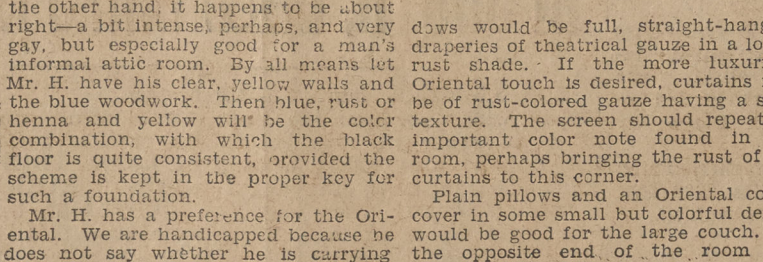 the other hand, it happens to be about
right—a bit intense, perhaps, and very
gay, but especially good for a man's
informal attic room. By all means let
Mr. H. have his clear, yellow walls and
the blue woodwork. Then blue, rust or
henna and yellow will be the color
combination, with which the black
floor is quite consistent, provided the
scheme is kept in the proper key for
such a foundation.
Mr. H. has a preference for the Ori-
ental. We are handicapped because he
does not say whether he is carrying
dows would be full, straight-hang
draperies of theatrical gauze in a lo
rust shade. If the more luxuri
Oriental touch is desired, curtains
be of rust-colored gauze having a s
texture. The screen should repeat
important color note found in
room, perhaps bringing the rust of
curtains to this corner.
Plain pillows and an Oriental co
cover in some small but colorful de
would be good for the large couch.
the opposite end of the room